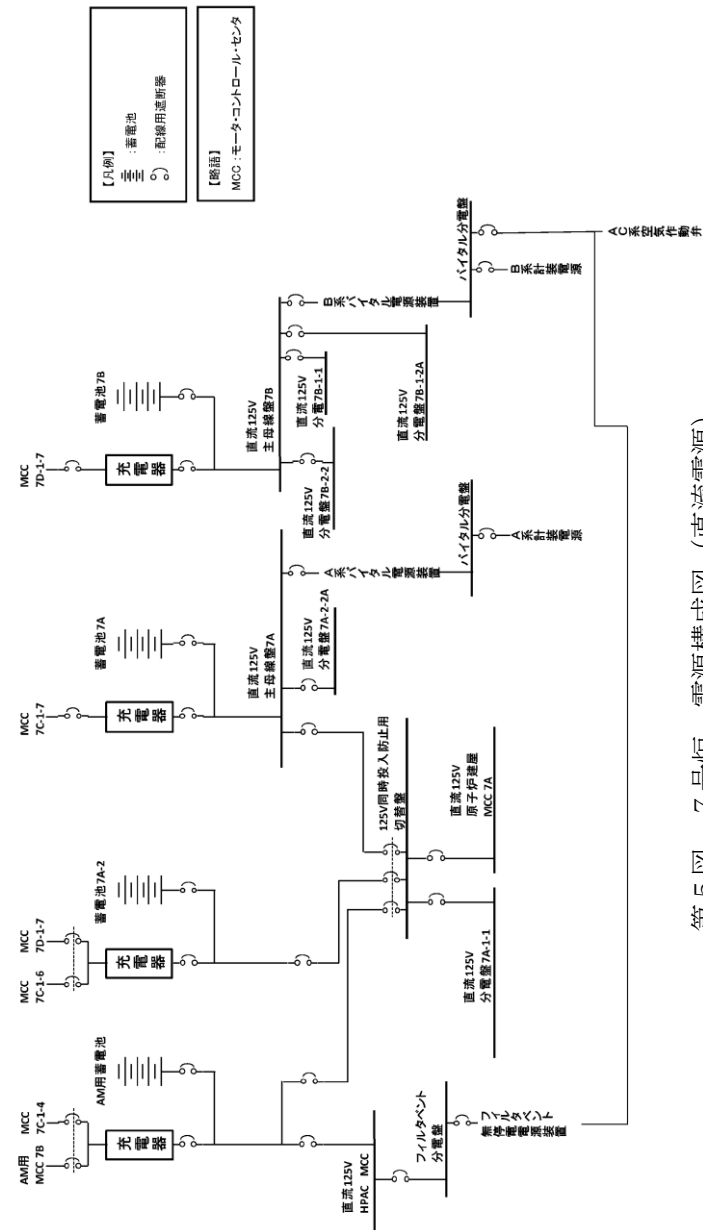 【凡例】
：蓄電池
：配線用遮断器
【略語】
MCC：モータ・コントロール・センタ
AM用
MCC 7B
MCC
7C-1-4
充電器
AM用蓄電池
MCC
7C-1-6
MCC
7D-1-7
充電器
蓄電池7A-2
MCC
7C-1-7
充電器
蓄電池7A
MCC
7D-1-7
充電器
蓄電池7B
直流125V
主母線盤7A
直流125V
主母線盤7B
直流125V
分電盤7A-2-2A
A系バイタル電源装置
直流125V
分電盤7B-2-2
直流125V
分電7B-1-1
直流125V
分電盤7B-1-2A
B系バイタル電源装置
125V同時投入防止用
切替盤
直流125V
HPAC MCC
フィルタベント
分電盤
フィルタベント
無停電電源装置
直流125V
分電盤7A-1-1
直流125V
原子炉建屋
MCC 7A
バイタル分電盤
A系計装電源
バイタル分電盤
B系計装電源
AC系空気作動弁
第5図　7号炉　電源構成図（直流電源）